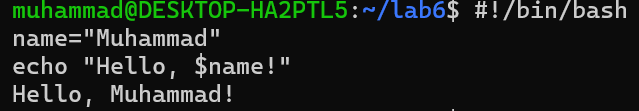 muhammad@DESKTOP-HA2PTL5:~/lab6$ #!/bin/bash
name="Muhammad"
echo "Hello, $name!"
Hello, Muhammad!